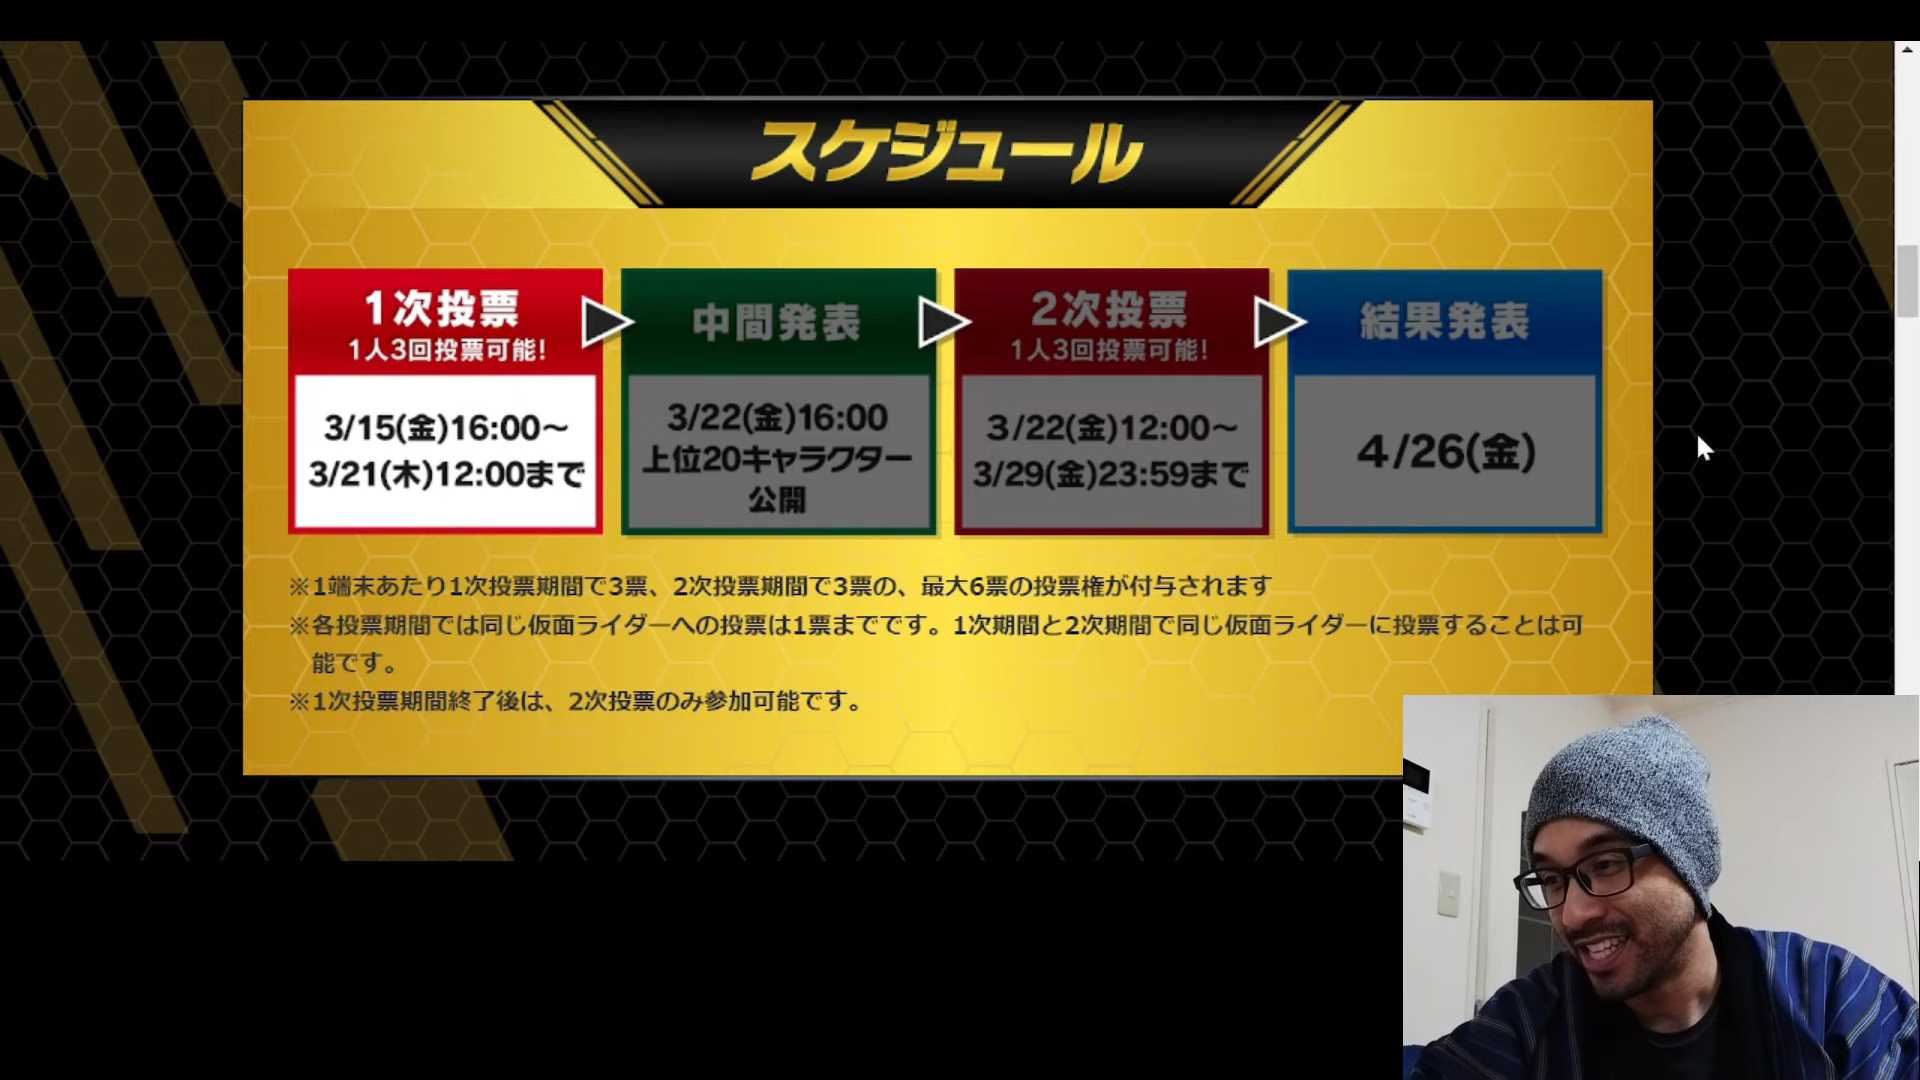 スケジュール
1次投票
1人3回投票可能!
3/15(金)16:00～
3/21(木)12:00まで
中間発表
3/22(金)16:00
上位20キャラクター
公開
2次投票
1人3回投票可能!
3/22(金)12:00～
3/29(金)23:59まで
結果発表
4/26(金)
※1端末あたり1次投票期間で3票、2次投票期間で3票の、最大6票の投票権が付与されます
※各投票期間では同じ仮面ライダーへの投票は1票までです。1次期間と2次期間で同じ仮面ライダーに投票することは可
能です。
※1次投票期間終了後は、2次投票のみ参加可能です。